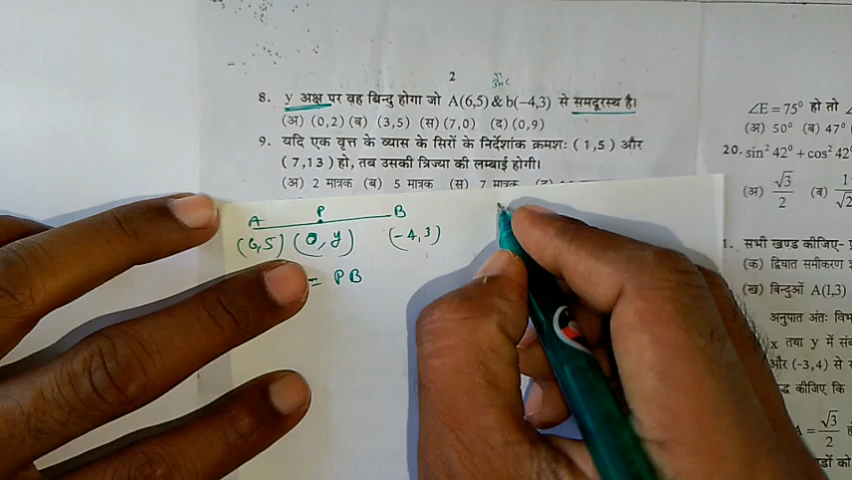 2
8. y अक्ष पर वह बिन्दु होगा जो A(6,5) & b(−4,3) से समदूरस्थ है।
(अ) (0,2) (ब) (3,5) (स) (7,0) (द) (0,9)
9. यदि एक वृत्त के व्यास के सिरों के निर्देशांक क्रमशः (1,5) और
(7,13) हो, तब उसकी त्रिज्या की लम्बाई होगी।
(अ) 2 मात्रक (ब) 5 मात्रक (स) 7 मात्रक
A P B
(6,5) (0,y) (-4,3)
= PB
∠E = 75° हो तो
(अ) 50° (ब) 47°
20. sin² 42° + cos² 42°
(अ) √3/2 (ब)
1. सभी खण्ड कीजिए-
(क) द्विघात समीकरण
(ख) बिन्दुओं A(1,3)
अनुपात अंतः
x तथा y में
और (-3,4) से
कीजिए कि
A = √3/2
को